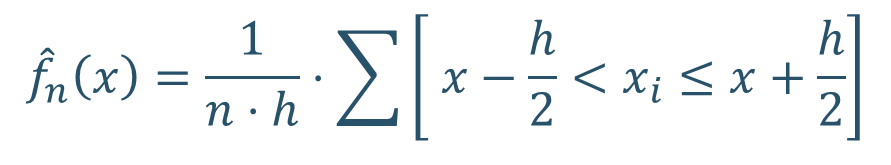 f̂ₙ(x) = 1/(n · h) · ∑ [ x − h/2 < xᵢ ≤ x + h/2 ]